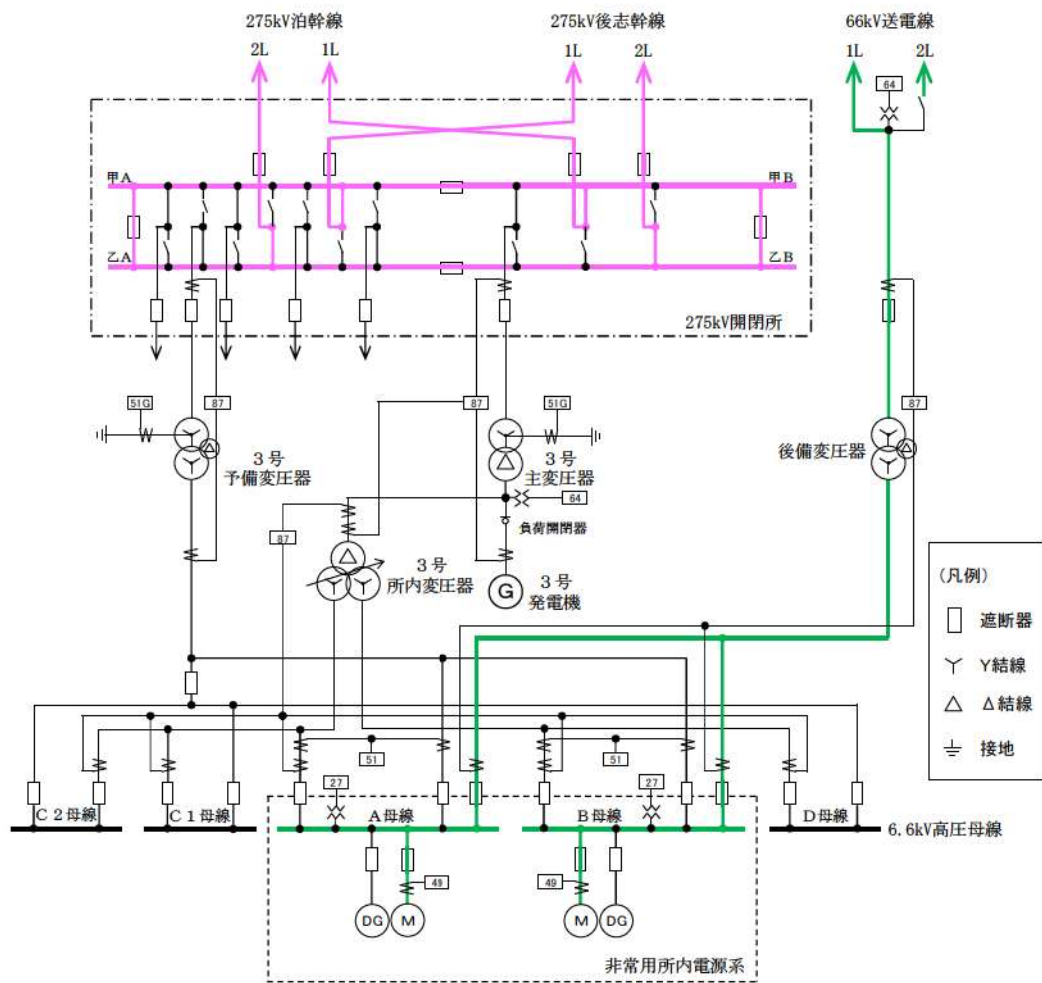 275kV泊幹線
275kV後志幹線
66kV送電線
2L
1L
1L
2L
1L
2L
64
甲A
甲B
乙A
乙B
275kV開閉所
51G
87
87
51G
87
3号
予備変圧器
3号
主変圧器
後備変圧器
64
負荷開閉器
87
3号
所内変圧器
G
3号
発電機
(凡例)
遮断器
Y結線
Δ結線
接地
51
51
27
27
C2母線
C1母線
A母線
B母線
D母線
6.6kV高圧母線
49
49
DG
M
M
DG
非常用所内電源系